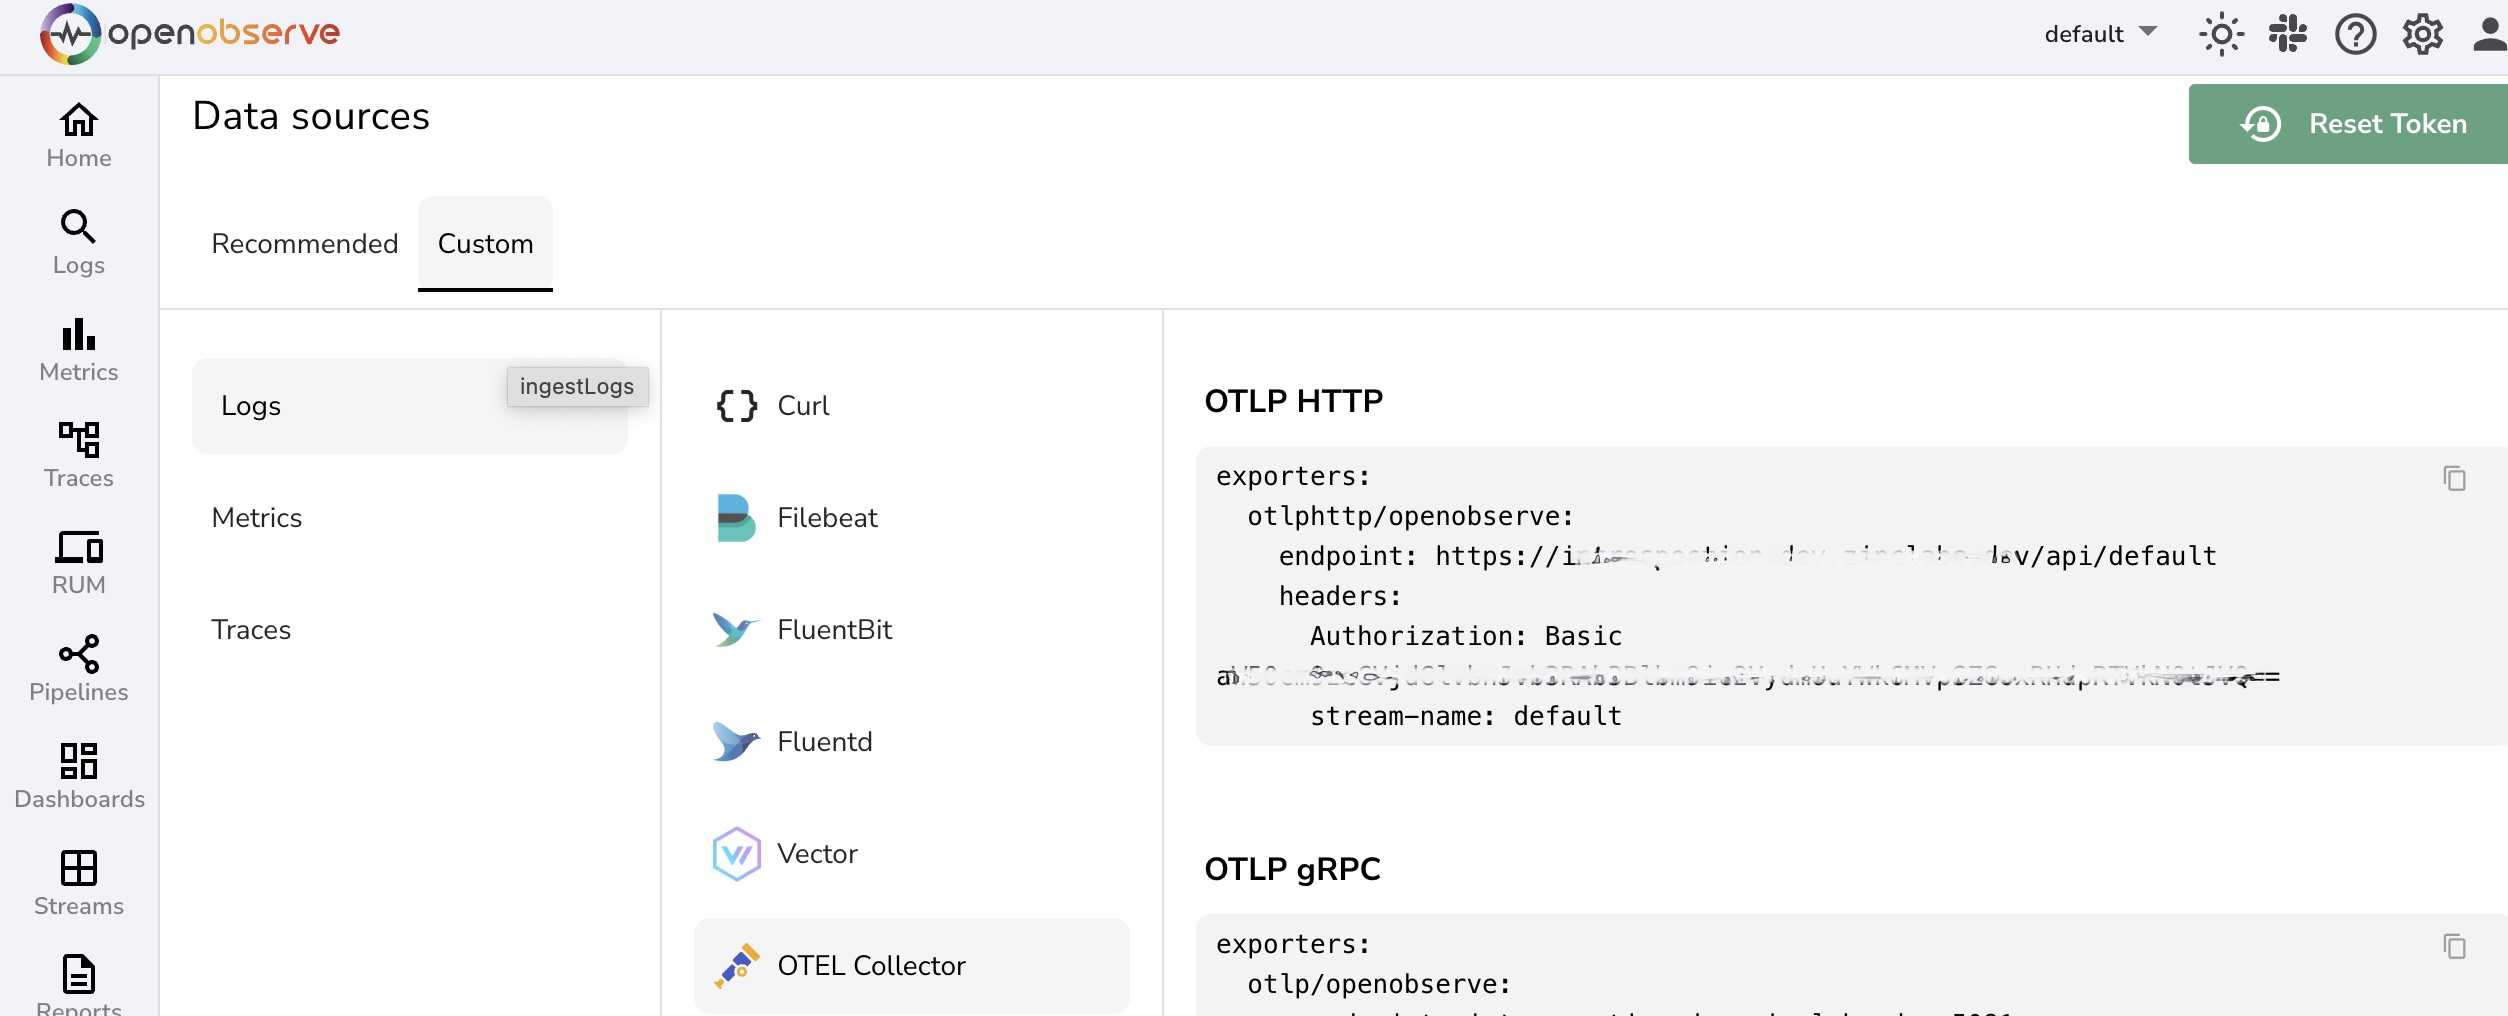 openobserve
default
Home
Logs
Metrics
Traces
RUM
Pipelines
Dashboards
Streams
Reports
Data sources
Reset Token
Recommended
Custom
Logs
ingestLogs
Metrics
Traces
Curl
Filebeat
FluentBit
Fluentd
Vector
OTEL Collector
OTLP HTTP
exporters:
otlphttp/openobserve:
endpoint: https:// /api/default
headers:
Authorization: Basic
stream-name: default
OTLP gRPC
exporters:
otlp/openobserve: